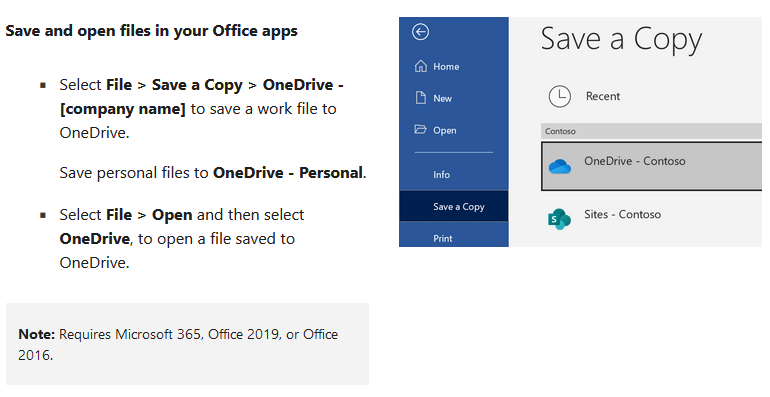 Save and open files in your Office apps
▪ Select File > Save a Copy > OneDrive -
[company name] to save a work file to
OneDrive.
Save personal files to OneDrive - Personal.
▪ Select File > Open and then select
OneDrive, to open a file saved to
OneDrive.
Note: Requires Microsoft 365, Office 2019, or Office
2016.
Home
New
Open
Info
Save a Copy
Print
Save a Copy
Recent
Contoso
OneDrive - Contoso
S
Sites - Contoso